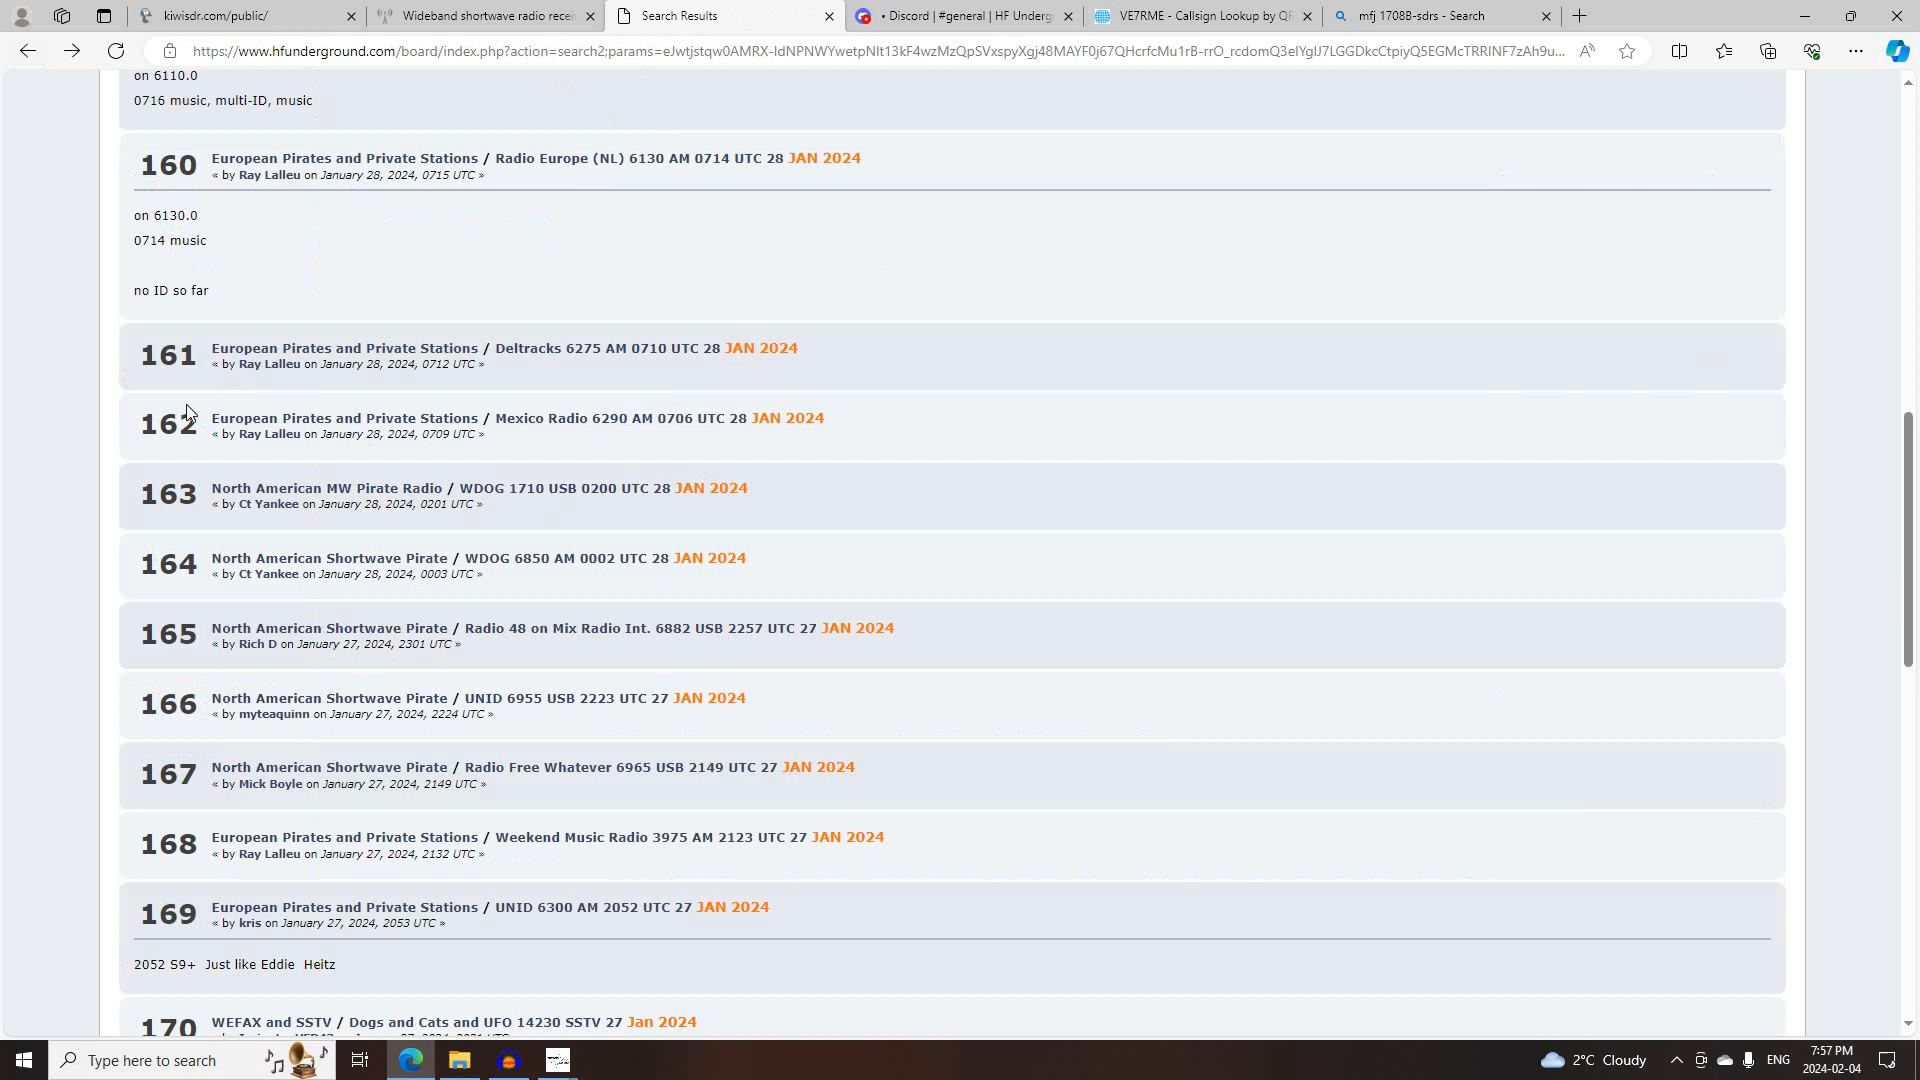 kiwisdr.com/public/
Wideband shortwave radio recei
Search Results
• Discord | #general | HF Underg
VE7RME - Callsign Lookup by QR
mfj 1708B-sdrs - Search
on 6110.0
0716 music, multi-ID, music
160
European Pirates and Private Stations / Radio Europe (NL) 6130 AM 0714 UTC 28 JAN 2024
« by Ray Lalleu on January 28, 2024, 0715 UTC »
on 6130.0
0714 music
no ID so far
161
European Pirates and Private Stations / Deltracks 6275 AM 0710 UTC 28 JAN 2024
« by Ray Lalleu on January 28, 2024, 0712 UTC »
162
European Pirates and Private Stations / Mexico Radio 6290 AM 0706 UTC 28 JAN 2024
« by Ray Lalleu on January 28, 2024, 0709 UTC »
163
North American MW Pirate Radio / WDOG 1710 USB 0200 UTC 28 JAN 2024
« by Ct Yankee on January 28, 2024, 0201 UTC »
164
North American Shortwave Pirate / WDOG 6850 AM 0002 UTC 28 JAN 2024
« by Ct Yankee on January 28, 2024, 0003 UTC »
165
North American Shortwave Pirate / Radio 48 on Mix Radio Int. 6882 USB 2257 UTC 27 JAN 2024
« by Rich D on January 27, 2024, 2301 UTC »
166
North American Shortwave Pirate / UNID 6955 USB 2223 UTC 27 JAN 2024
« by myteaquinn on January 27, 2024, 2224 UTC »
167
North American Shortwave Pirate / Radio Free Whatever 6965 USB 2149 UTC 27 JAN 2024
« by Mick Boyle on January 27, 2024, 2149 UTC »
168
European Pirates and Private Stations / Weekend Music Radio 3975 AM 2123 UTC 27 JAN 2024
« by Ray Lalleu on January 27, 2024, 2132 UTC »
169
European Pirates and Private Stations / UNID 6300 AM 2052 UTC 27 JAN 2024
« by kris on January 27, 2024, 2053 UTC »
2052 S9+ Just like Eddie Heitz
170
WEFAX and SSTV / Dogs and Cats and UFO 14230 SSTV 27 Jan 2024
Type here to search
2°C Cloudy
ENG
7:57 PM
2024-02-04